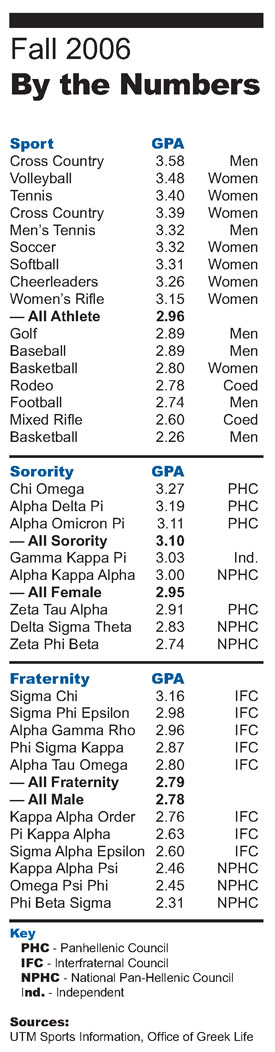 Fall 2006
By the Numbers
Sport GPA
Cross Country 3.58 Men
Volleyball 3.48 Women
Tennis 3.40 Women
Cross Country 3.39 Women
Men's Tennis 3.32 Men
Soccer 3.32 Women
Softball 3.31 Women
Cheerleaders 3.26 Women
Women's Rifle 3.15 Women
— All Athlete 2.96
Golf 2.89 Men
Baseball 2.89 Men
Basketball 2.80 Women
Rodeo 2.78 Coed
Football 2.74 Men
Mixed Rifle 2.60 Coed
Basketball 2.26 Men
Sorority GPA
Chi Omega 3.27 PHC
Alpha Delta Pi 3.19 PHC
Alpha Omicron Pi 3.11 PHC
— All Sorority 3.10
Gamma Kappa Pi 3.03 Ind.
Alpha Kappa Alpha 3.00 NPHC
— All Female 2.95
Zeta Tau Alpha 2.91 PHC
Delta Sigma Theta 2.83 NPHC
Zeta Phi Beta 2.74 NPHC
Fraternity GPA
Sigma Chi 3.16 IFC
Sigma Phi Epsilon 2.98 IFC
Alpha Gamma Rho 2.96 IFC
Phi Sigma Kappa 2.87 IFC
Alpha Tau Omega 2.80 IFC
— All Fraternity 2.79
— All Male 2.78
Kappa Alpha Order 2.76 IFC
Pi Kappa Alpha 2.63 IFC
Sigma Alpha Epsilon 2.60 IFC
Kappa Alpha Psi 2.46 NPHC
Omega Psi Phi 2.45 NPHC
Phi Beta Sigma 2.31 NPHC
Key
PHC - Panhellenic Council
IFC - Interfraternal Council
NPHC - National Pan-Hellenic Council
Ind. - Independent
Sources:
UTM Sports Information, Office of Greek Life